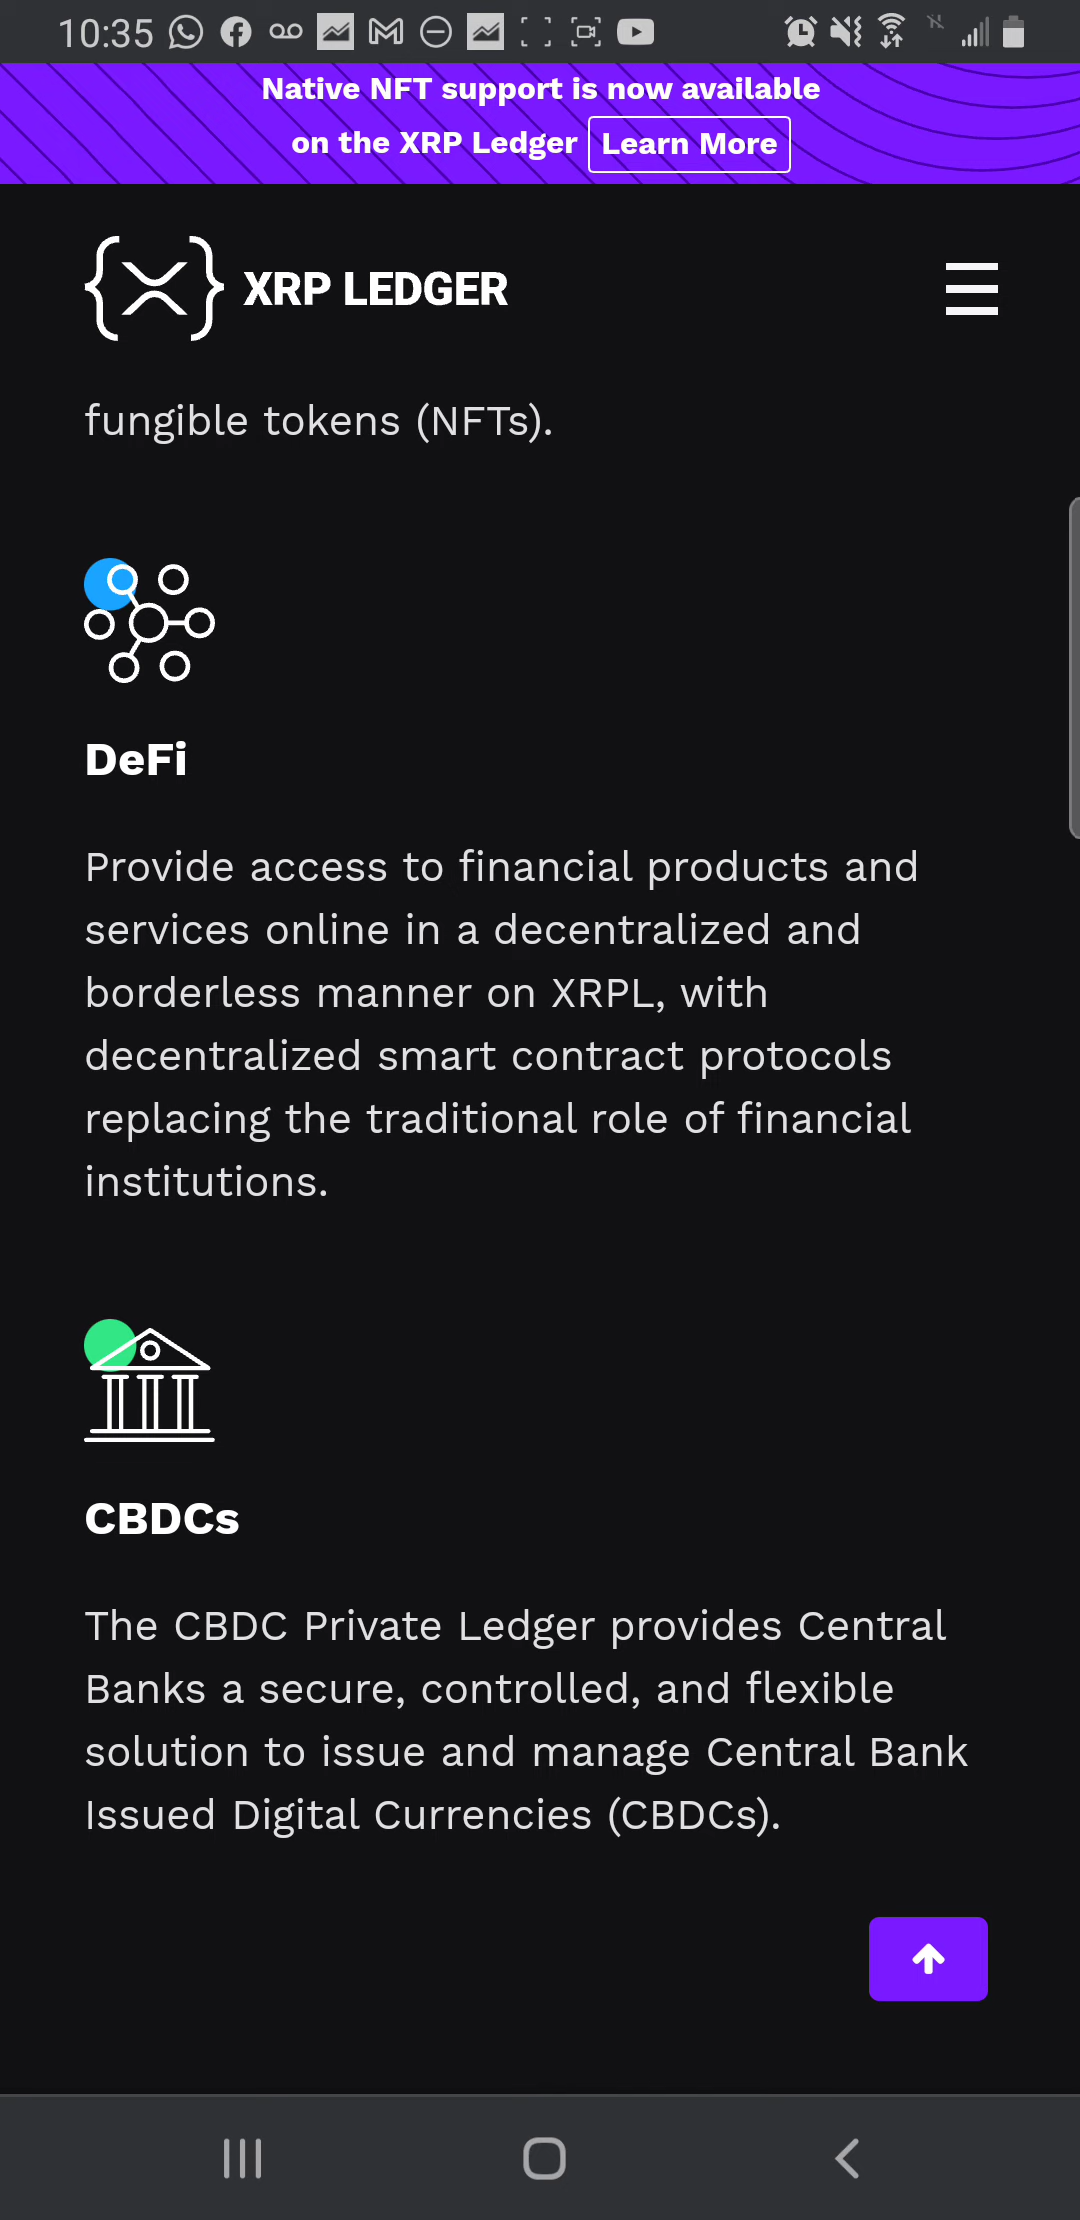 10:35
Native NFT support is now available
on the XRP Ledger Learn More
XRP LEDGER
fungible tokens (NFTs).
DeFi
Provide access to financial products and
services online in a decentralized and
borderless manner on XRPL, with
decentralized smart contract protocols
replacing the traditional role of financial
institutions.
CBDCs
The CBDC Private Ledger provides Central
Banks a secure, controlled, and flexible
solution to issue and manage Central Bank
Issued Digital Currencies (CBDCs).